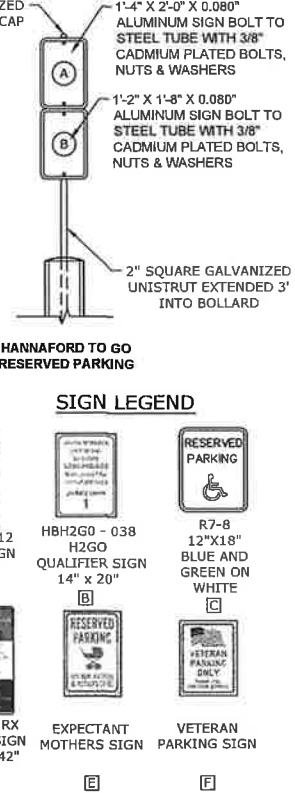 ZED
CAP
1'-4" X 2'-0" X 0.080"
ALUMINUM SIGN BOLT TO
STEEL TUBE WITH 3/8"
CADMIUM PLATED BOLTS,
NUTS & WASHERS
A
1'-2" X 1'-8" X 0.080"
ALUMINUM SIGN BOLT TO
STEEL TUBE WITH 3/8"
CADMIUM PLATED BOLTS,
NUTS & WASHERS
B
2" SQUARE GALVANIZED
UNISTRUT EXTENDED 3'
INTO BOLLARD
HANNAFORD TO GO
RESERVED PARKING
SIGN LEGEND
1
RESERVED
PARKING
12
GN
HBH2G0 - 038
H2GO
QUALIFIER SIGN
14" x 20"
B
R7-8
12"X18"
BLUE AND
GREEN ON
WHITE
C
RESERVED
PARKING
VETERAN
PARKING
ONLY
RX
SIGN
42"
EXPECTANT
MOTHERS SIGN
E
VETERAN
PARKING SIGN
F